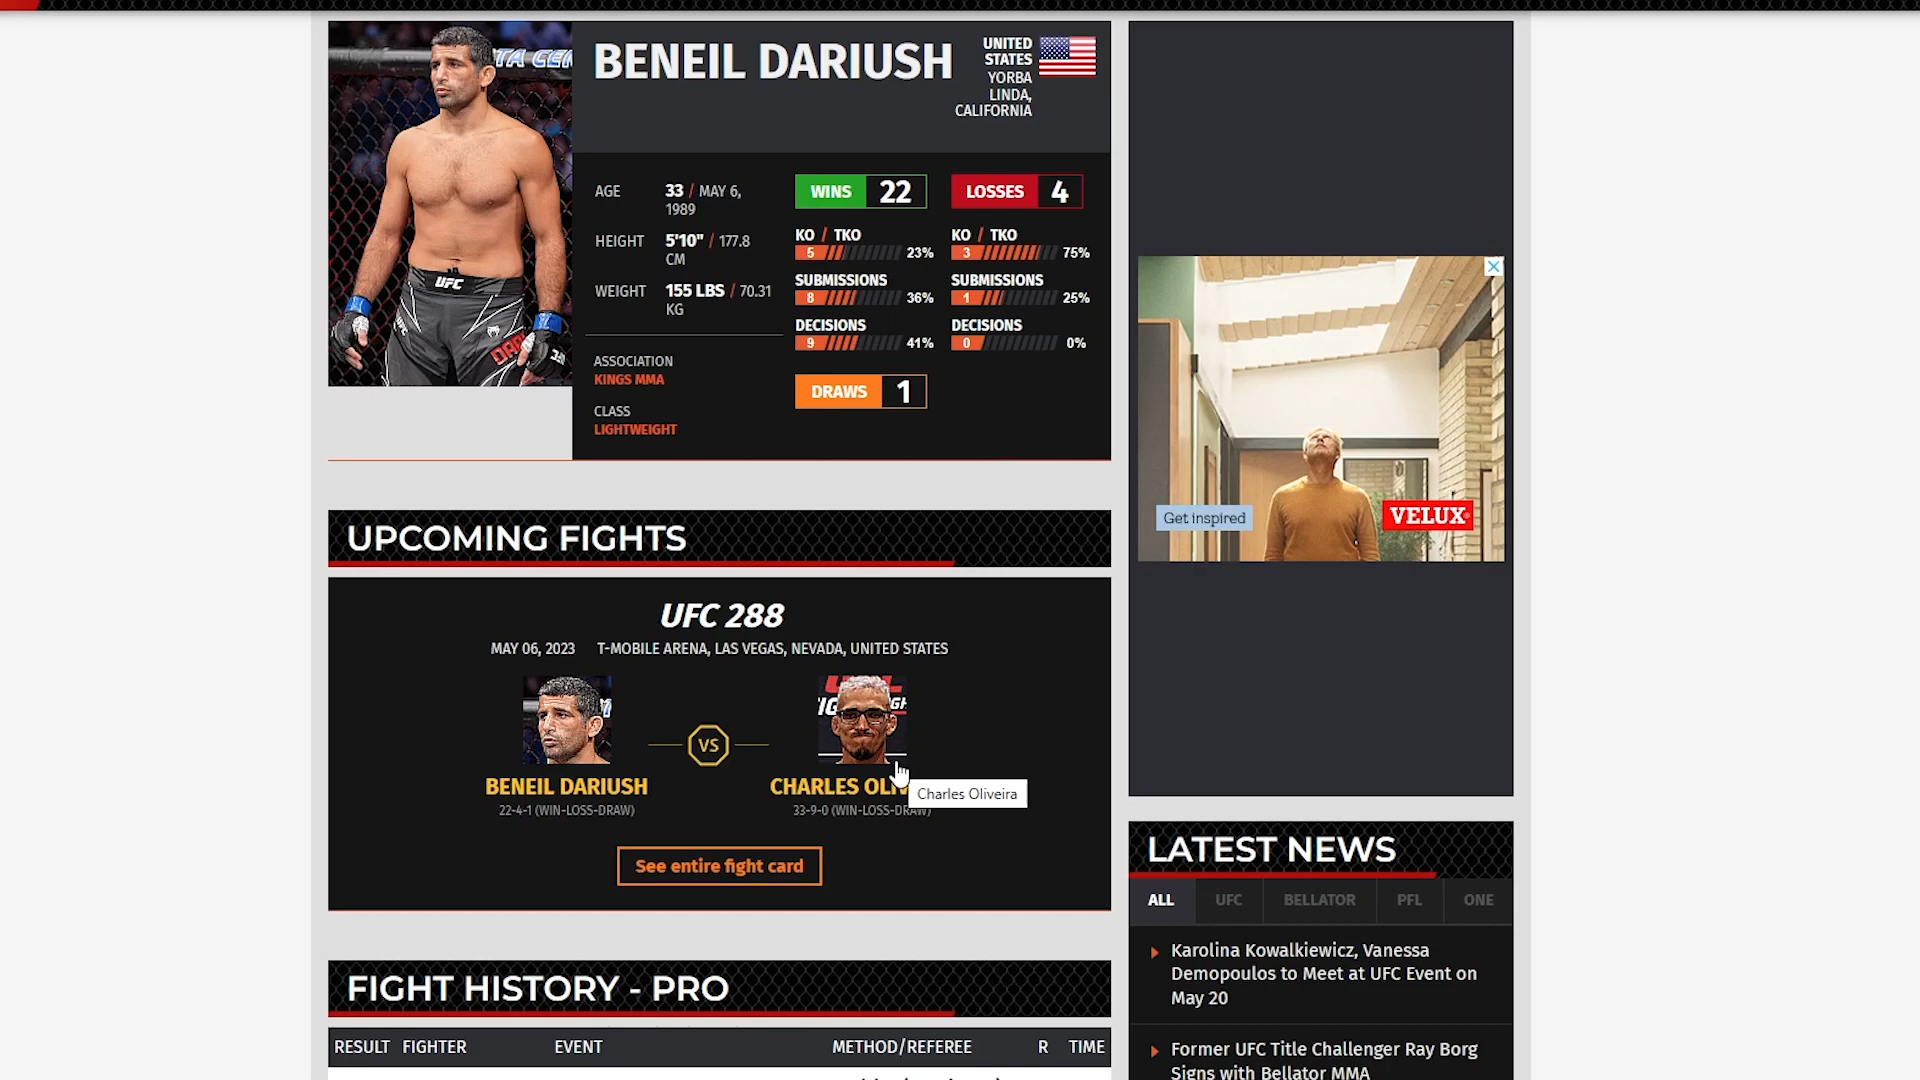 BENEIL DARIUSH
UNITED
STATES
YORBA
LINDA,
CALIFORNIA
AGE
33 / MAY 6,
1989
HEIGHT
5'10" / 177.8
CM
WEIGHT
155 LBS / 70.31
KG
ASSOCIATION
KINGS MMA
CLASS
LIGHTWEIGHT
WINS 22
KO / TKO
5 23%
SUBMISSIONS
8 36%
DECISIONS
9 41%
LOSSES 4
KO / TKO
3 75%
SUBMISSIONS
1 25%
DECISIONS
0 0%
DRAWS 1
UFC
UFC
Get inspired
VELUX
UPCOMING FIGHTS
UFC 288
MAY 06, 2023 T-MOBILE ARENA, LAS VEGAS, NEVADA, UNITED STATES
VS
BENEIL DARIUSH
22-4-1 (WIN-LOSS-DRAW)
CHARLES
Charles Oliveira
33-9-0 (WIN-LOSS-DRAW)
See entire fight card
FIGHT HISTORY - PRO
RESULT FIGHTER EVENT METHOD/REFEREE R TIME
LATEST NEWS
ALL UFC BELLATOR PFL ONE
Karolina Kowalkiewicz, Vanessa
Demopoulos to Meet at UFC Event on
May 20
Former UFC Title Challenger Ray Borg
Signs with Bellator MMA